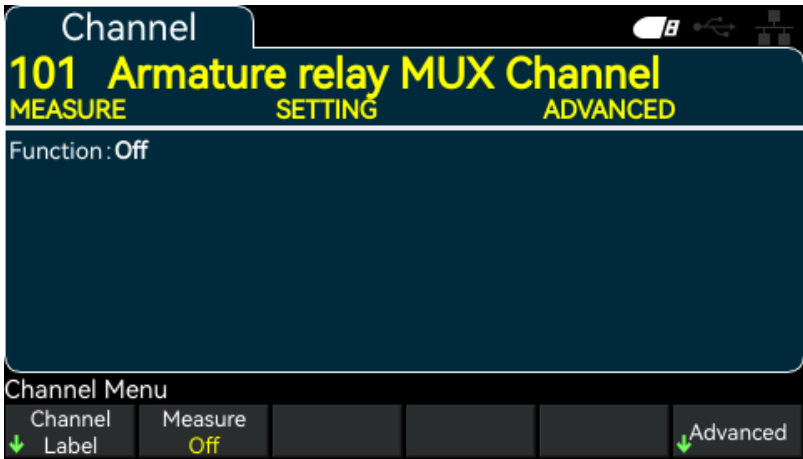 Channel
101 Armature relay MUX Channel
MEASURE SETTING ADVANCED
Function: Off
Channel Menu
Channel Label
Measure Off
Advanced